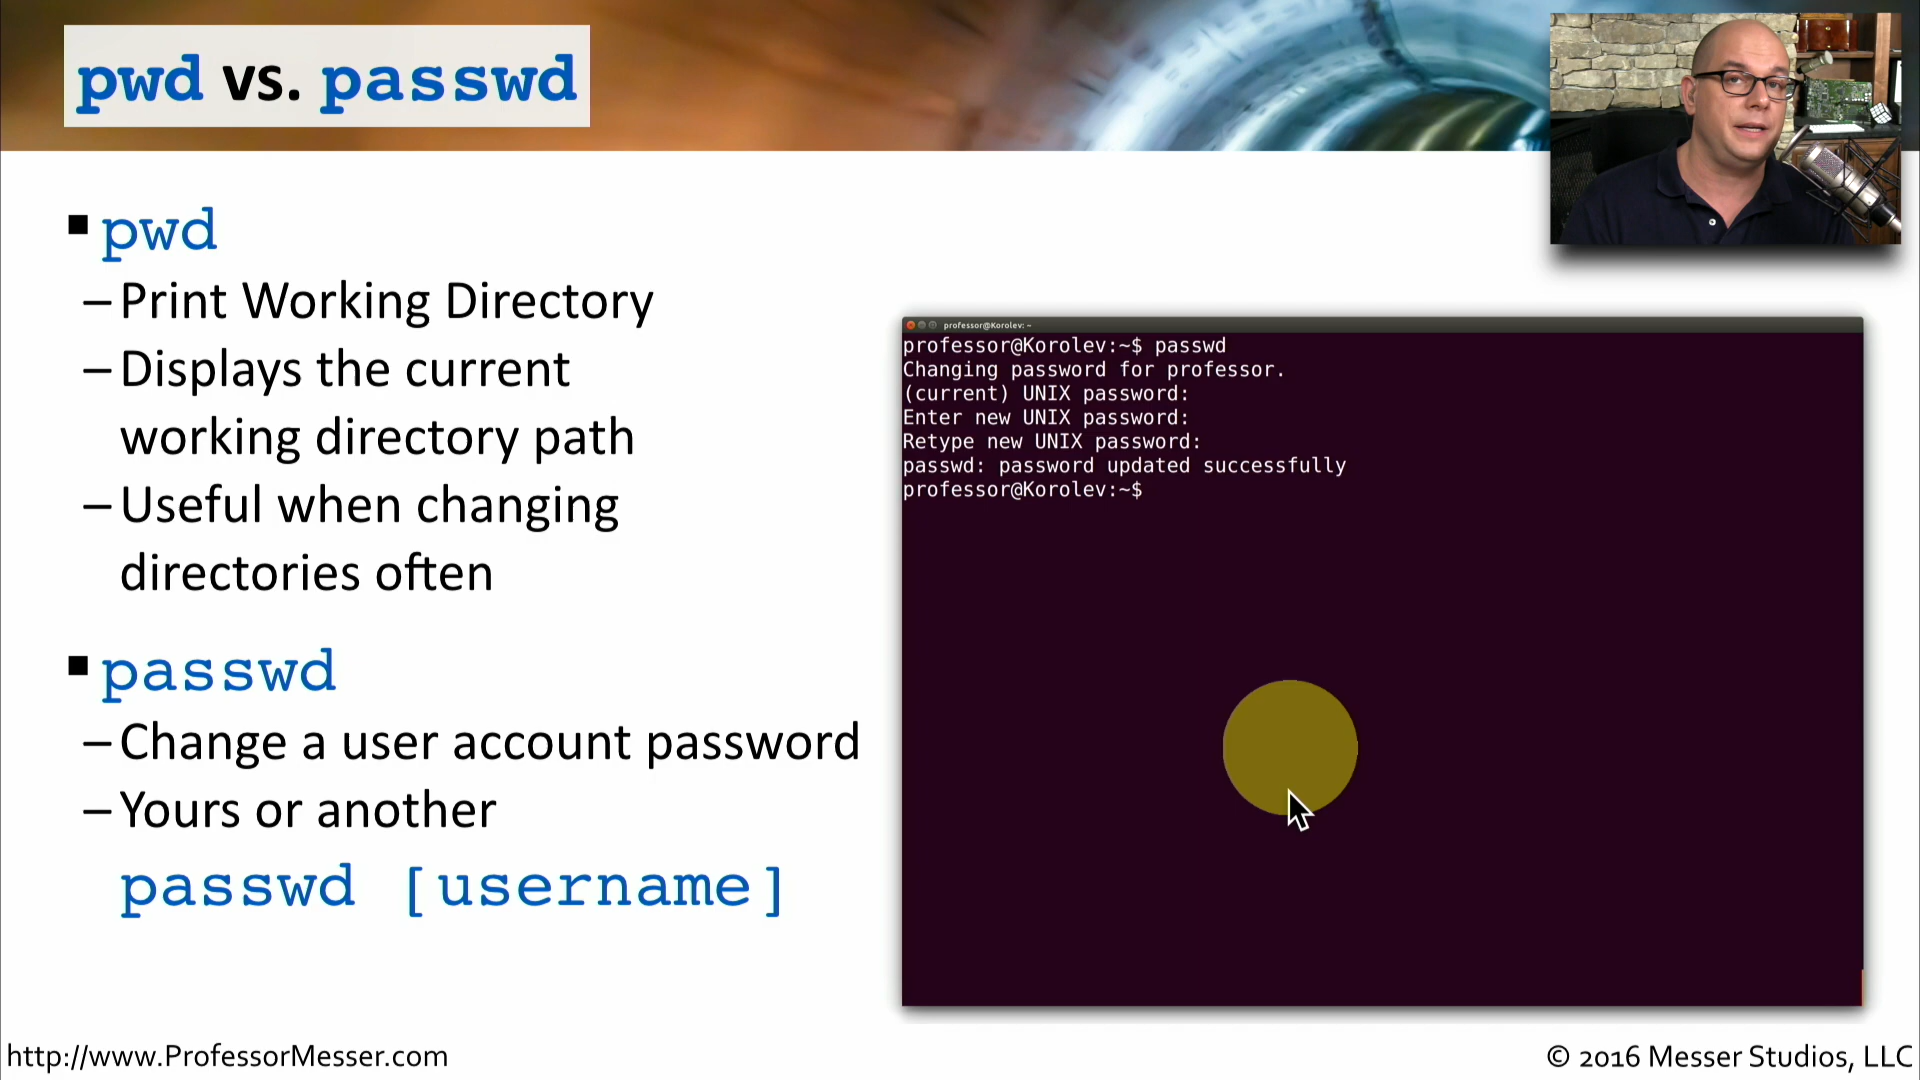 pwd vs. passwd
▪ pwd
– Print Working Directory
– Displays the current
working directory path
– Useful when changing
directories often
▪ passwd
– Change a user account password
– Yours or another
passwd [username]
professor@Korolev: ~
professor@Korolev:~$ passwd
Changing password for professor.
(current) UNIX password:
Enter new UNIX password:
Retype new UNIX password:
passwd: password updated successfully
professor@Korolev:~$
http://www.ProfessorMesser.com
© 2016 Messer Studios, LLC